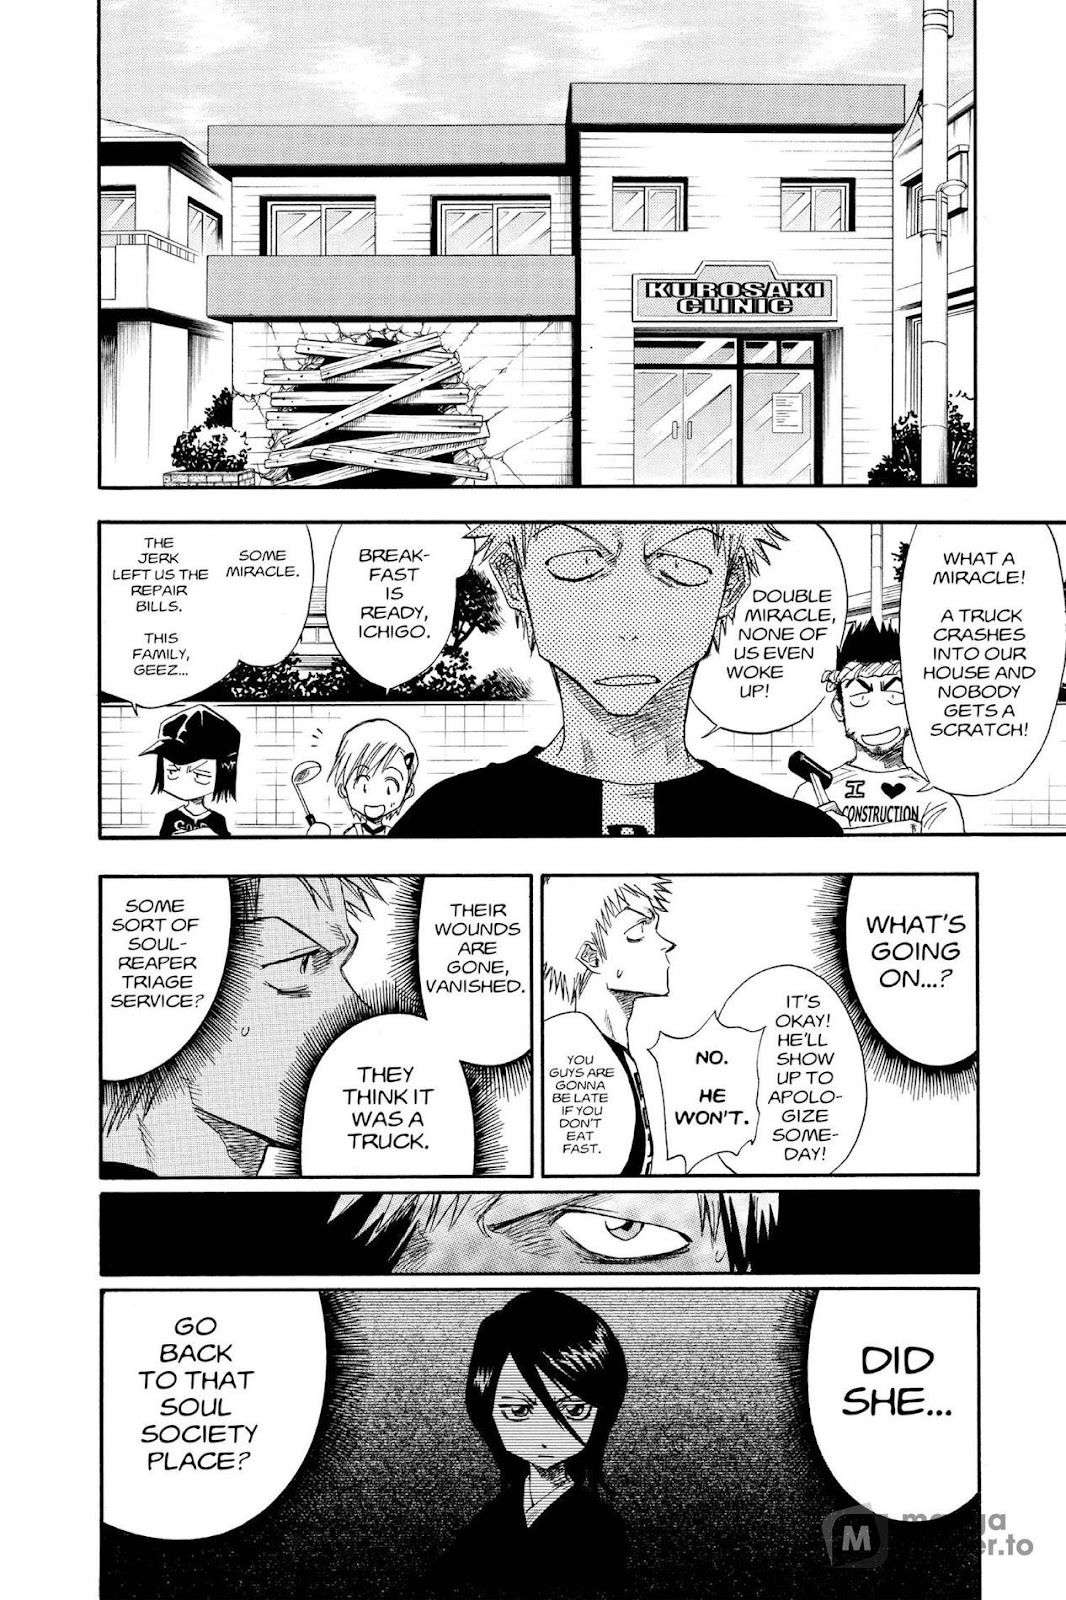 KUROSAKI
CLINIC
WHAT A
MIRACLE!
A TRUCK
CRASHES
INTO OUR
HOUSE AND
NOBODY
GETS A
SCRATCH!
I ♥
CONSTRUCTION
DOUBLE
MIRACLE,
NONE OF
US EVEN
WOKE
UP!
BREAK-
FAST
IS
READY,
ICHIGO.
SOME
MIRACLE.
THE
JERK
LEFT US THE
REPAIR
BILLS.
THIS
FAMILY,
GEEZ...
WHAT'S
GOING
ON...?
IT'S
OKAY!
HE'LL
SHOW
UP TO
APOLO-
GIZE
SOME-
DAY!
NO.
HE
WON'T.
YOU
GUYS ARE
GONNA
BE LATE
IF YOU
DON'T
EAT
FAST.
THEIR
WOUNDS
ARE
GONE,
VANISHED.
THEY
THINK IT
WAS A
TRUCK.
SOME
SORT OF
SOUL-
REAPER
TRIAGE
SERVICE?
DID
SHE...
GO
BACK
TO THAT
SOUL
SOCIETY
PLACE?
M